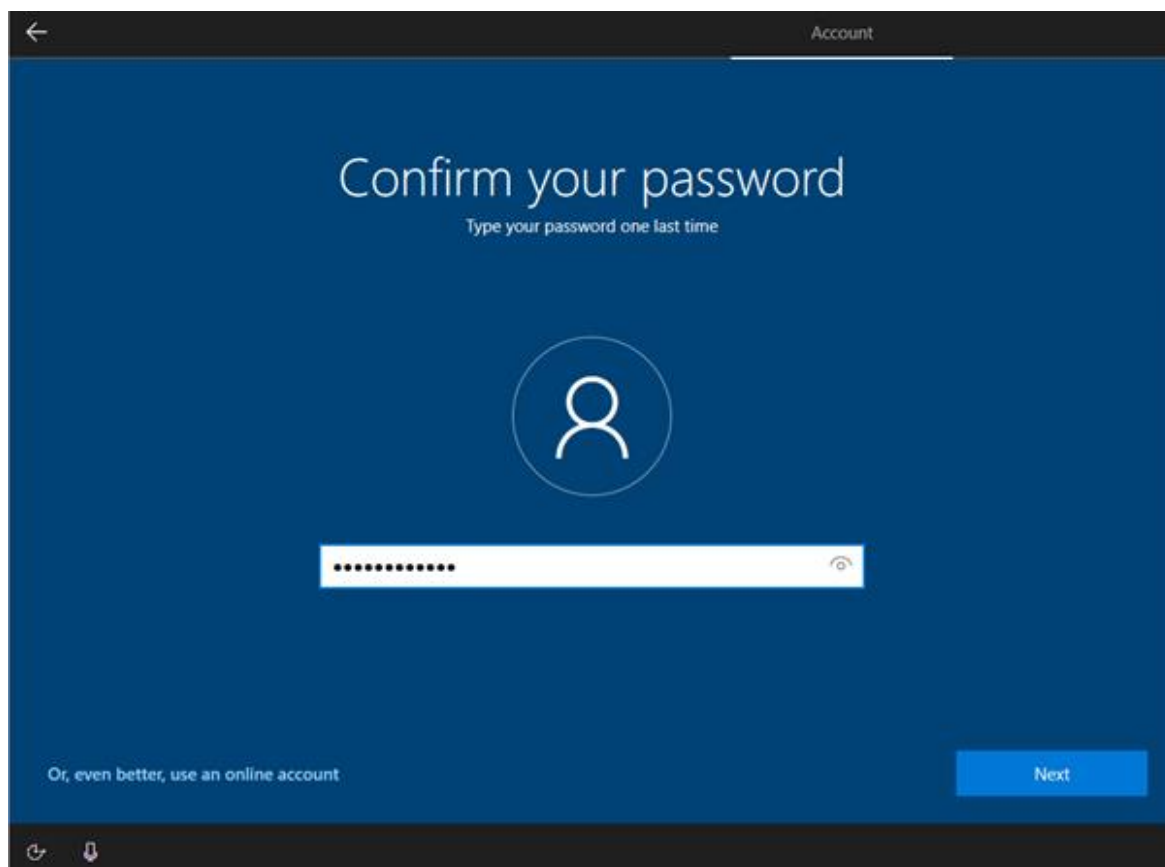 Account
Confirm your password
Type your password one last time
••••••••••••
Or, even better, use an online account
Next